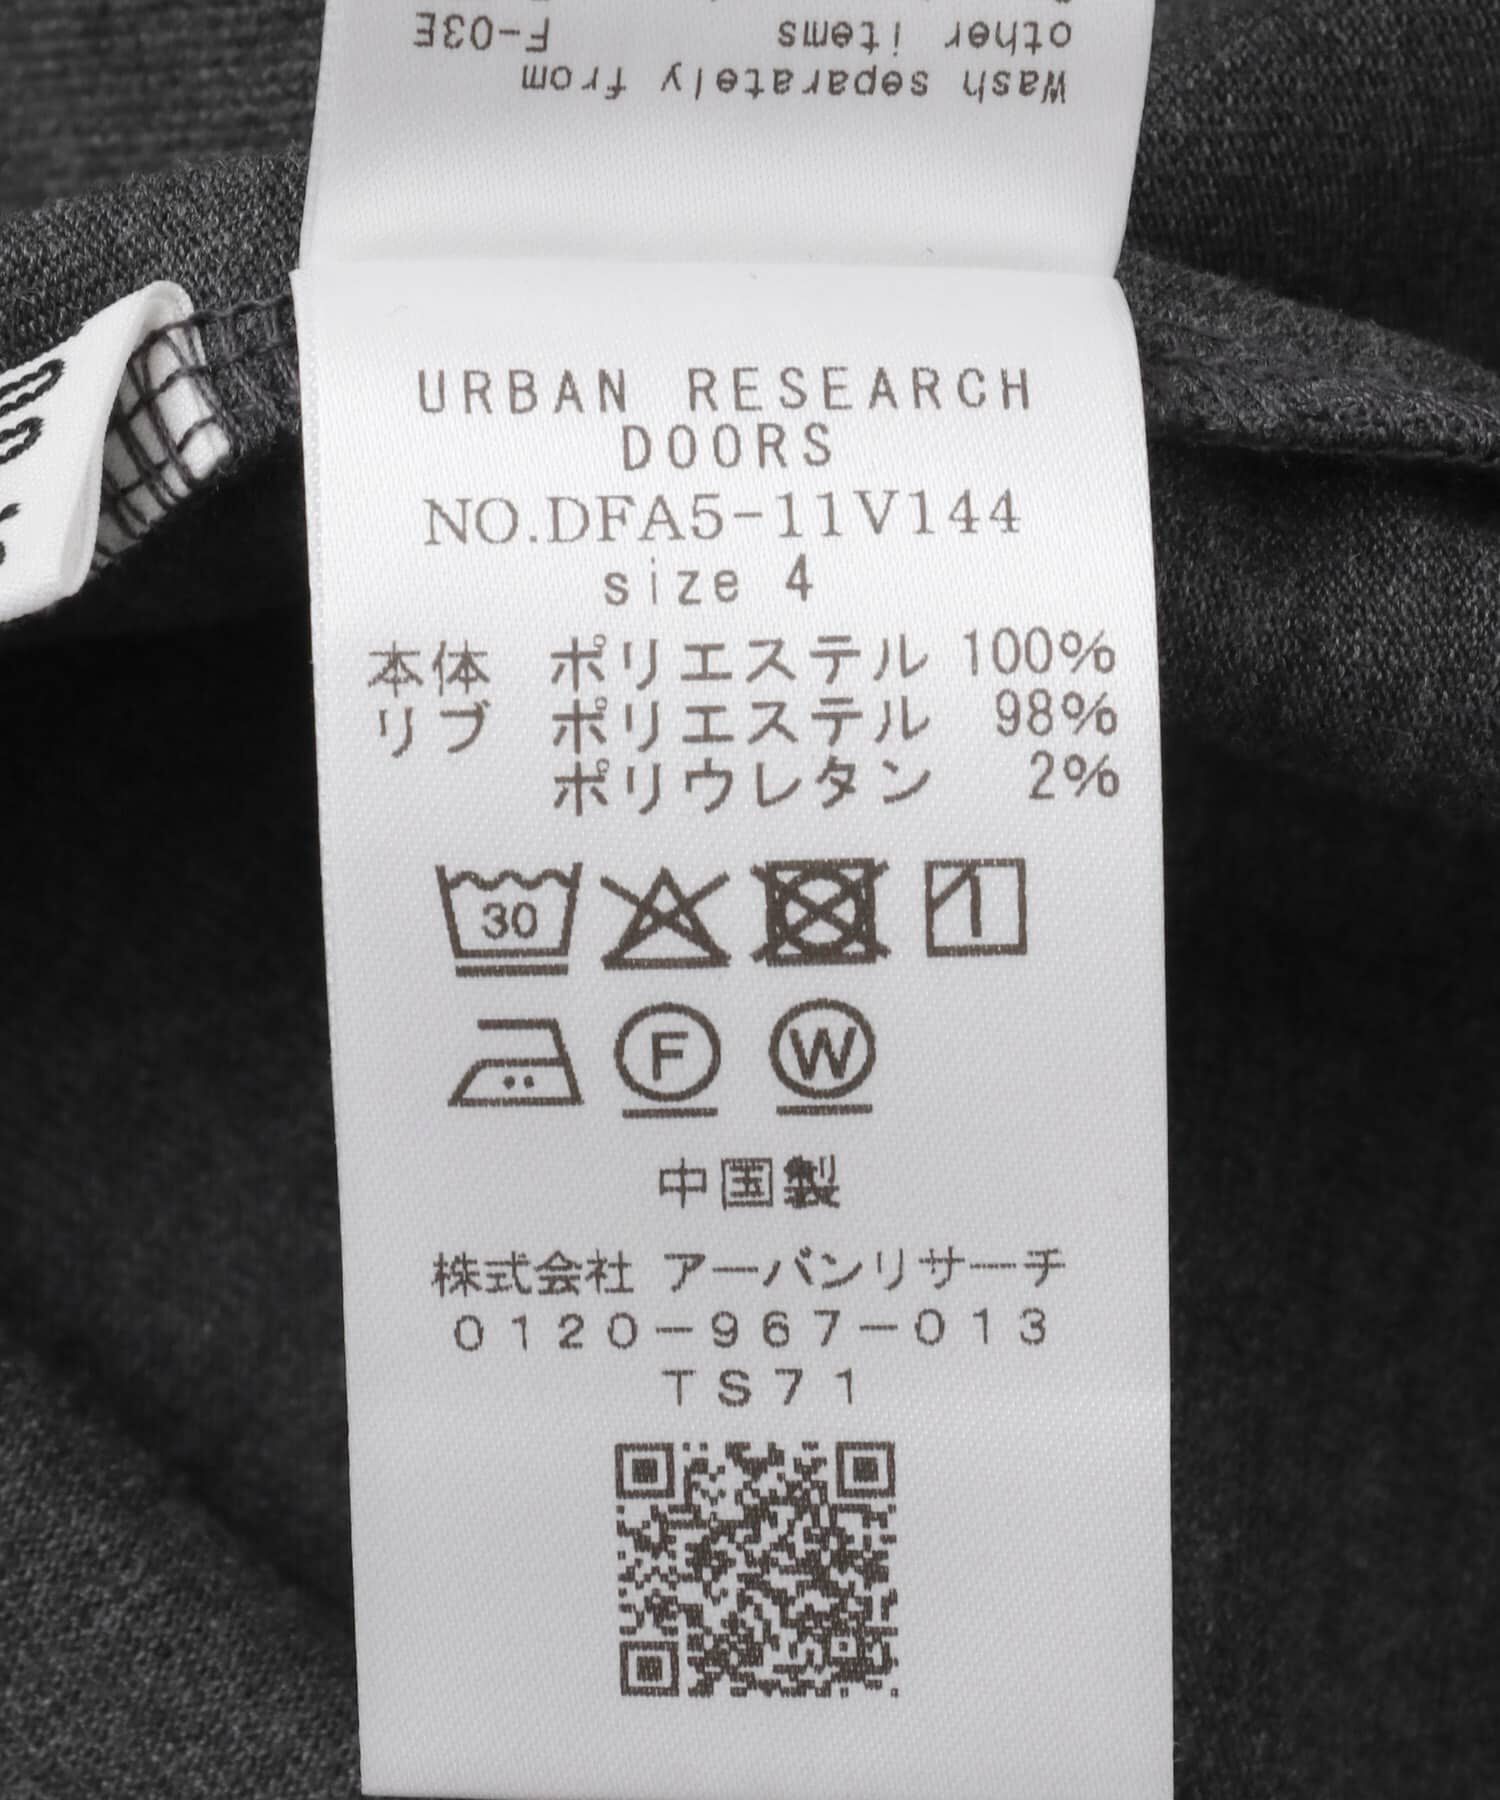 Wash separately from
other items F-03E
URBAN RESEARCH
DOORS
NO.DFA5-11V144
size 4
本体 ポリエステル 100%
リブ ポリエステル 98%
ポリウレタン 2%
30
F W
中国製
株式会社 アーバンリサーチ
0120-967-013
TS71